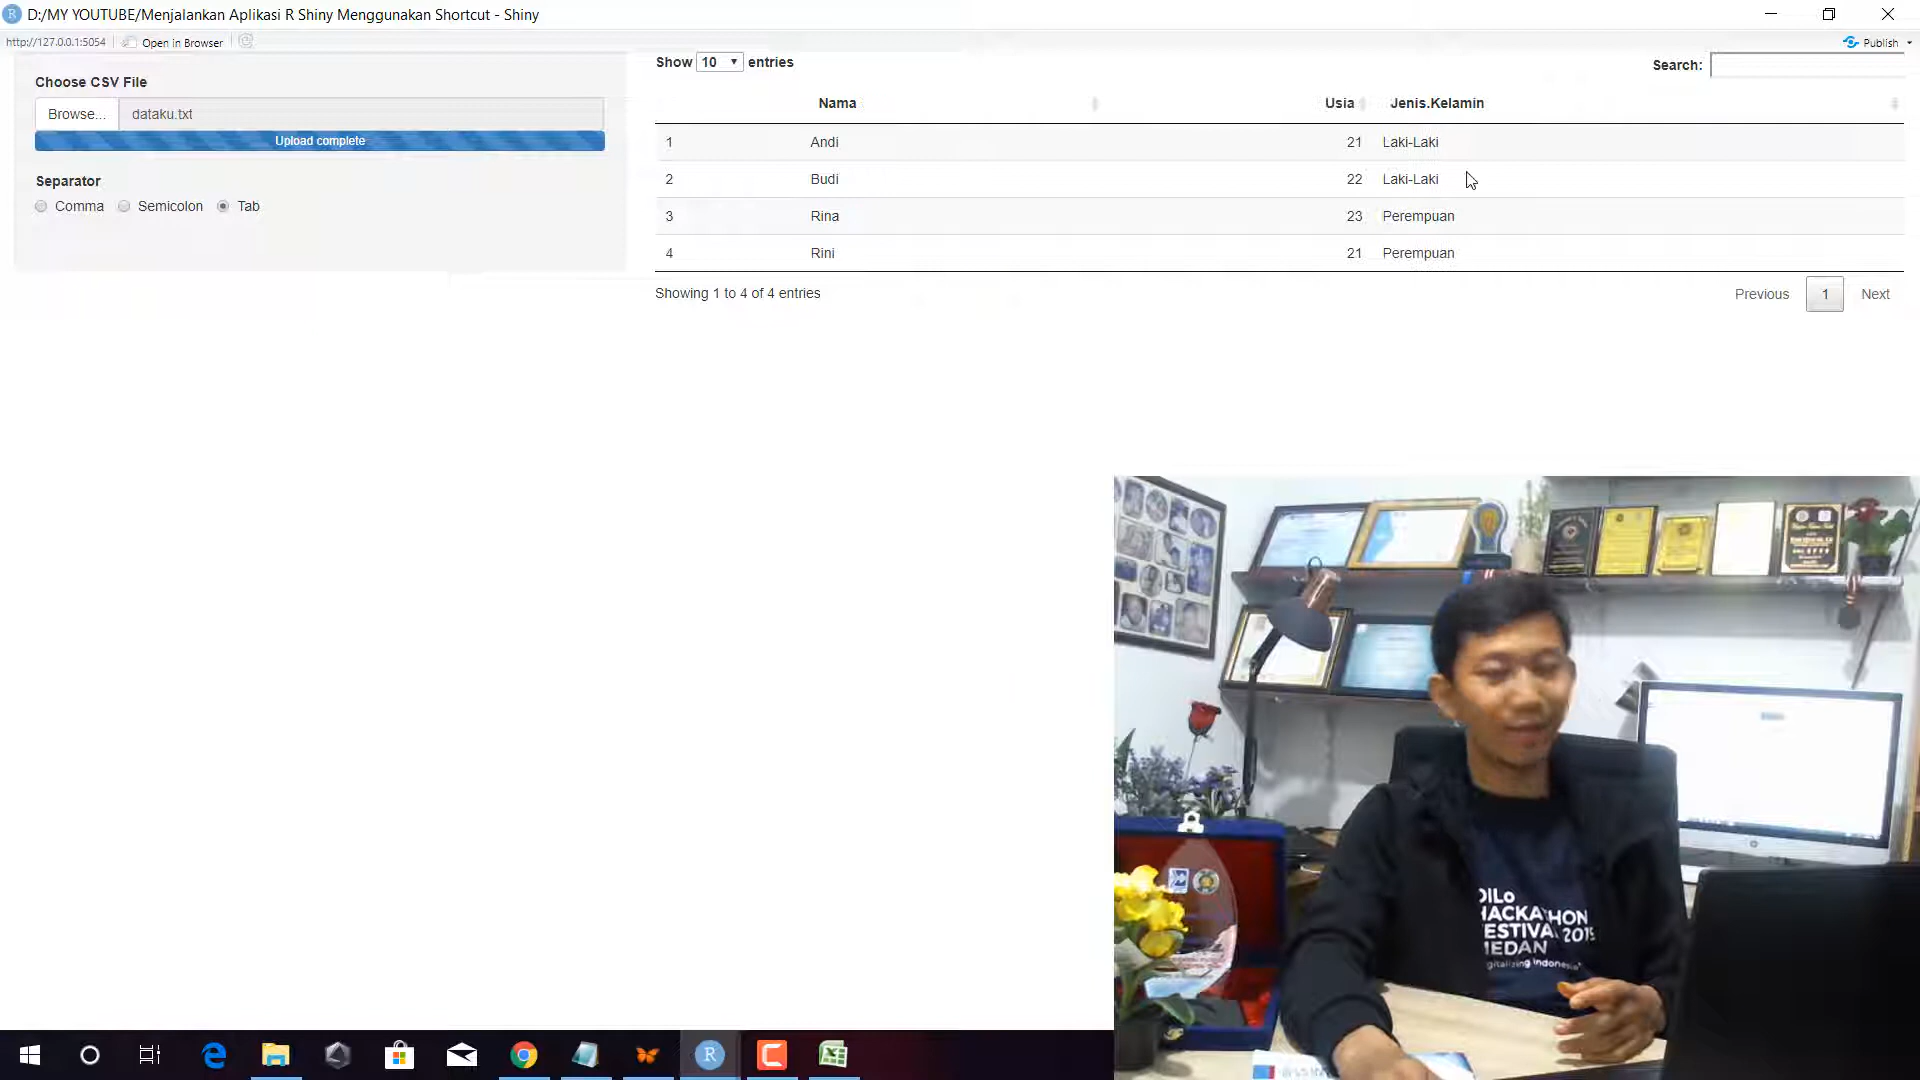 D:/MY YOUTUBE/Menjalankan Aplikasi R Shiny Menggunakan Shortcut - Shiny
http://127.0.0.1:5054 Open in Browser Publish
Choose CSV File
Browse... dataku.txt
Upload complete
Separator
Comma Semicolon Tab
Show 10 entries Search:
Nama Usia Jenis.Kelamin
1 Andi 21 Laki-Laki
2 Budi 22 Laki-Laki
3 Rina 23 Perempuan
4 Rini 21 Perempuan
Showing 1 to 4 of 4 entries Previous 1 Next
HACKATHON
2015
MEDAN